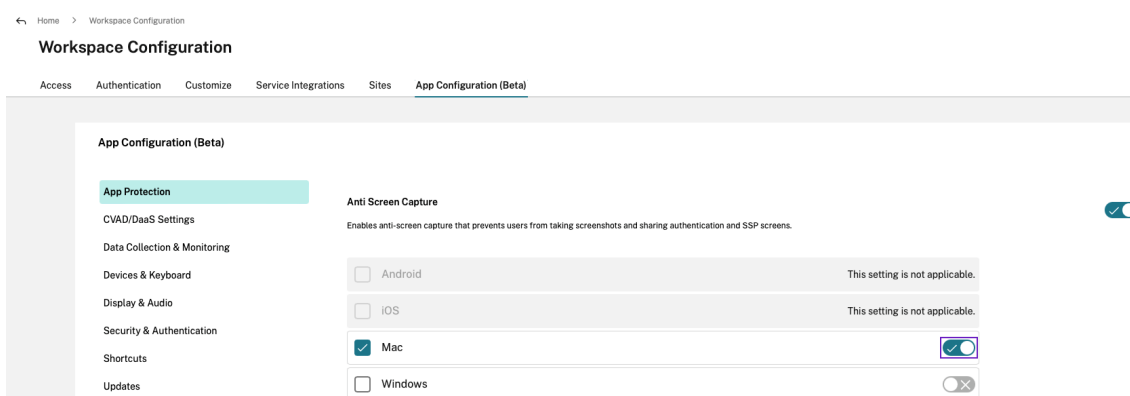 Home > Workspace Configuration
Workspace Configuration
Access Authentication Customize Service Integrations Sites App Configuration (Beta)
App Configuration (Beta)
App Protection
CVAD/DaaS Settings
Data Collection & Monitoring
Devices & Keyboard
Display & Audio
Security & Authentication
Shortcuts
Updates
Anti Screen Capture
Enables anti-screen capture that prevents users from taking screenshots and sharing authentication and SSP screens.
Android This setting is not applicable.
iOS This setting is not applicable.
Mac
Windows